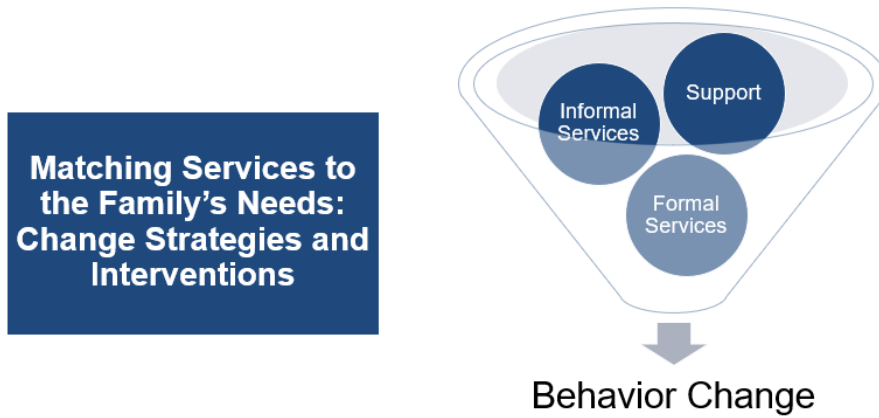 Matching Services to
the Family's Needs:
Change Strategies and
Interventions
Informal
Services
Support
Formal
Services
Behavior Change